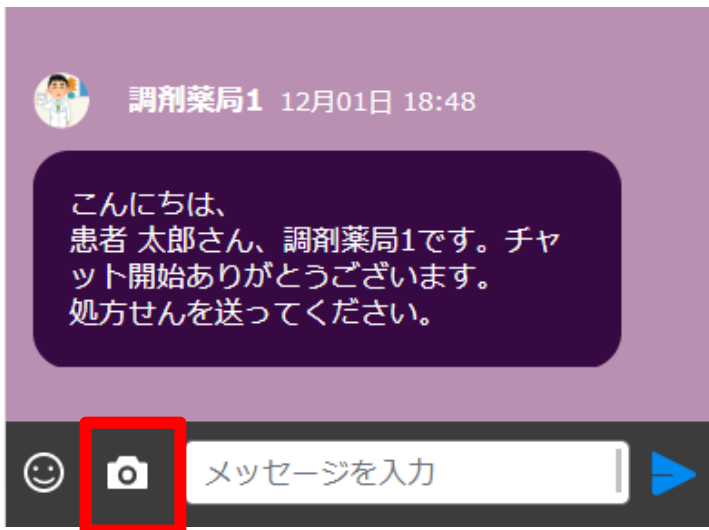 調剤薬局1 12月01日 18:48
こんにちは、
患者 太郎さん、調剤薬局1です。チャ
ット開始ありがとうございます。
処方せんを送ってください。
メッセージを入力